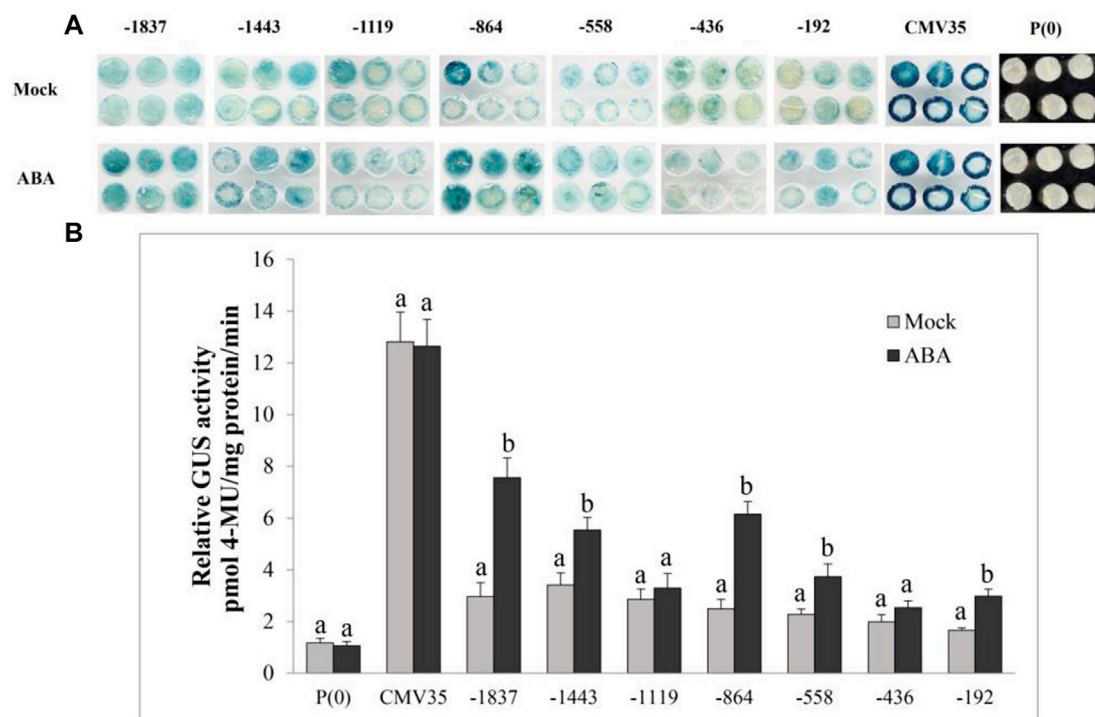 A
-1837 -1443 -1119 -864 -558 -436 -192 CMV35 P(0)
Mock
ABA
B
Relative GUS activity
pmol 4-MU/mg protein/min
16
14
12
10
8
6
4
2
0
Mock
ABA
a a a a a b a b a a a b a b a a a b
P(0) CMV35 -1837 -1443 -1119 -864 -558 -436 -192